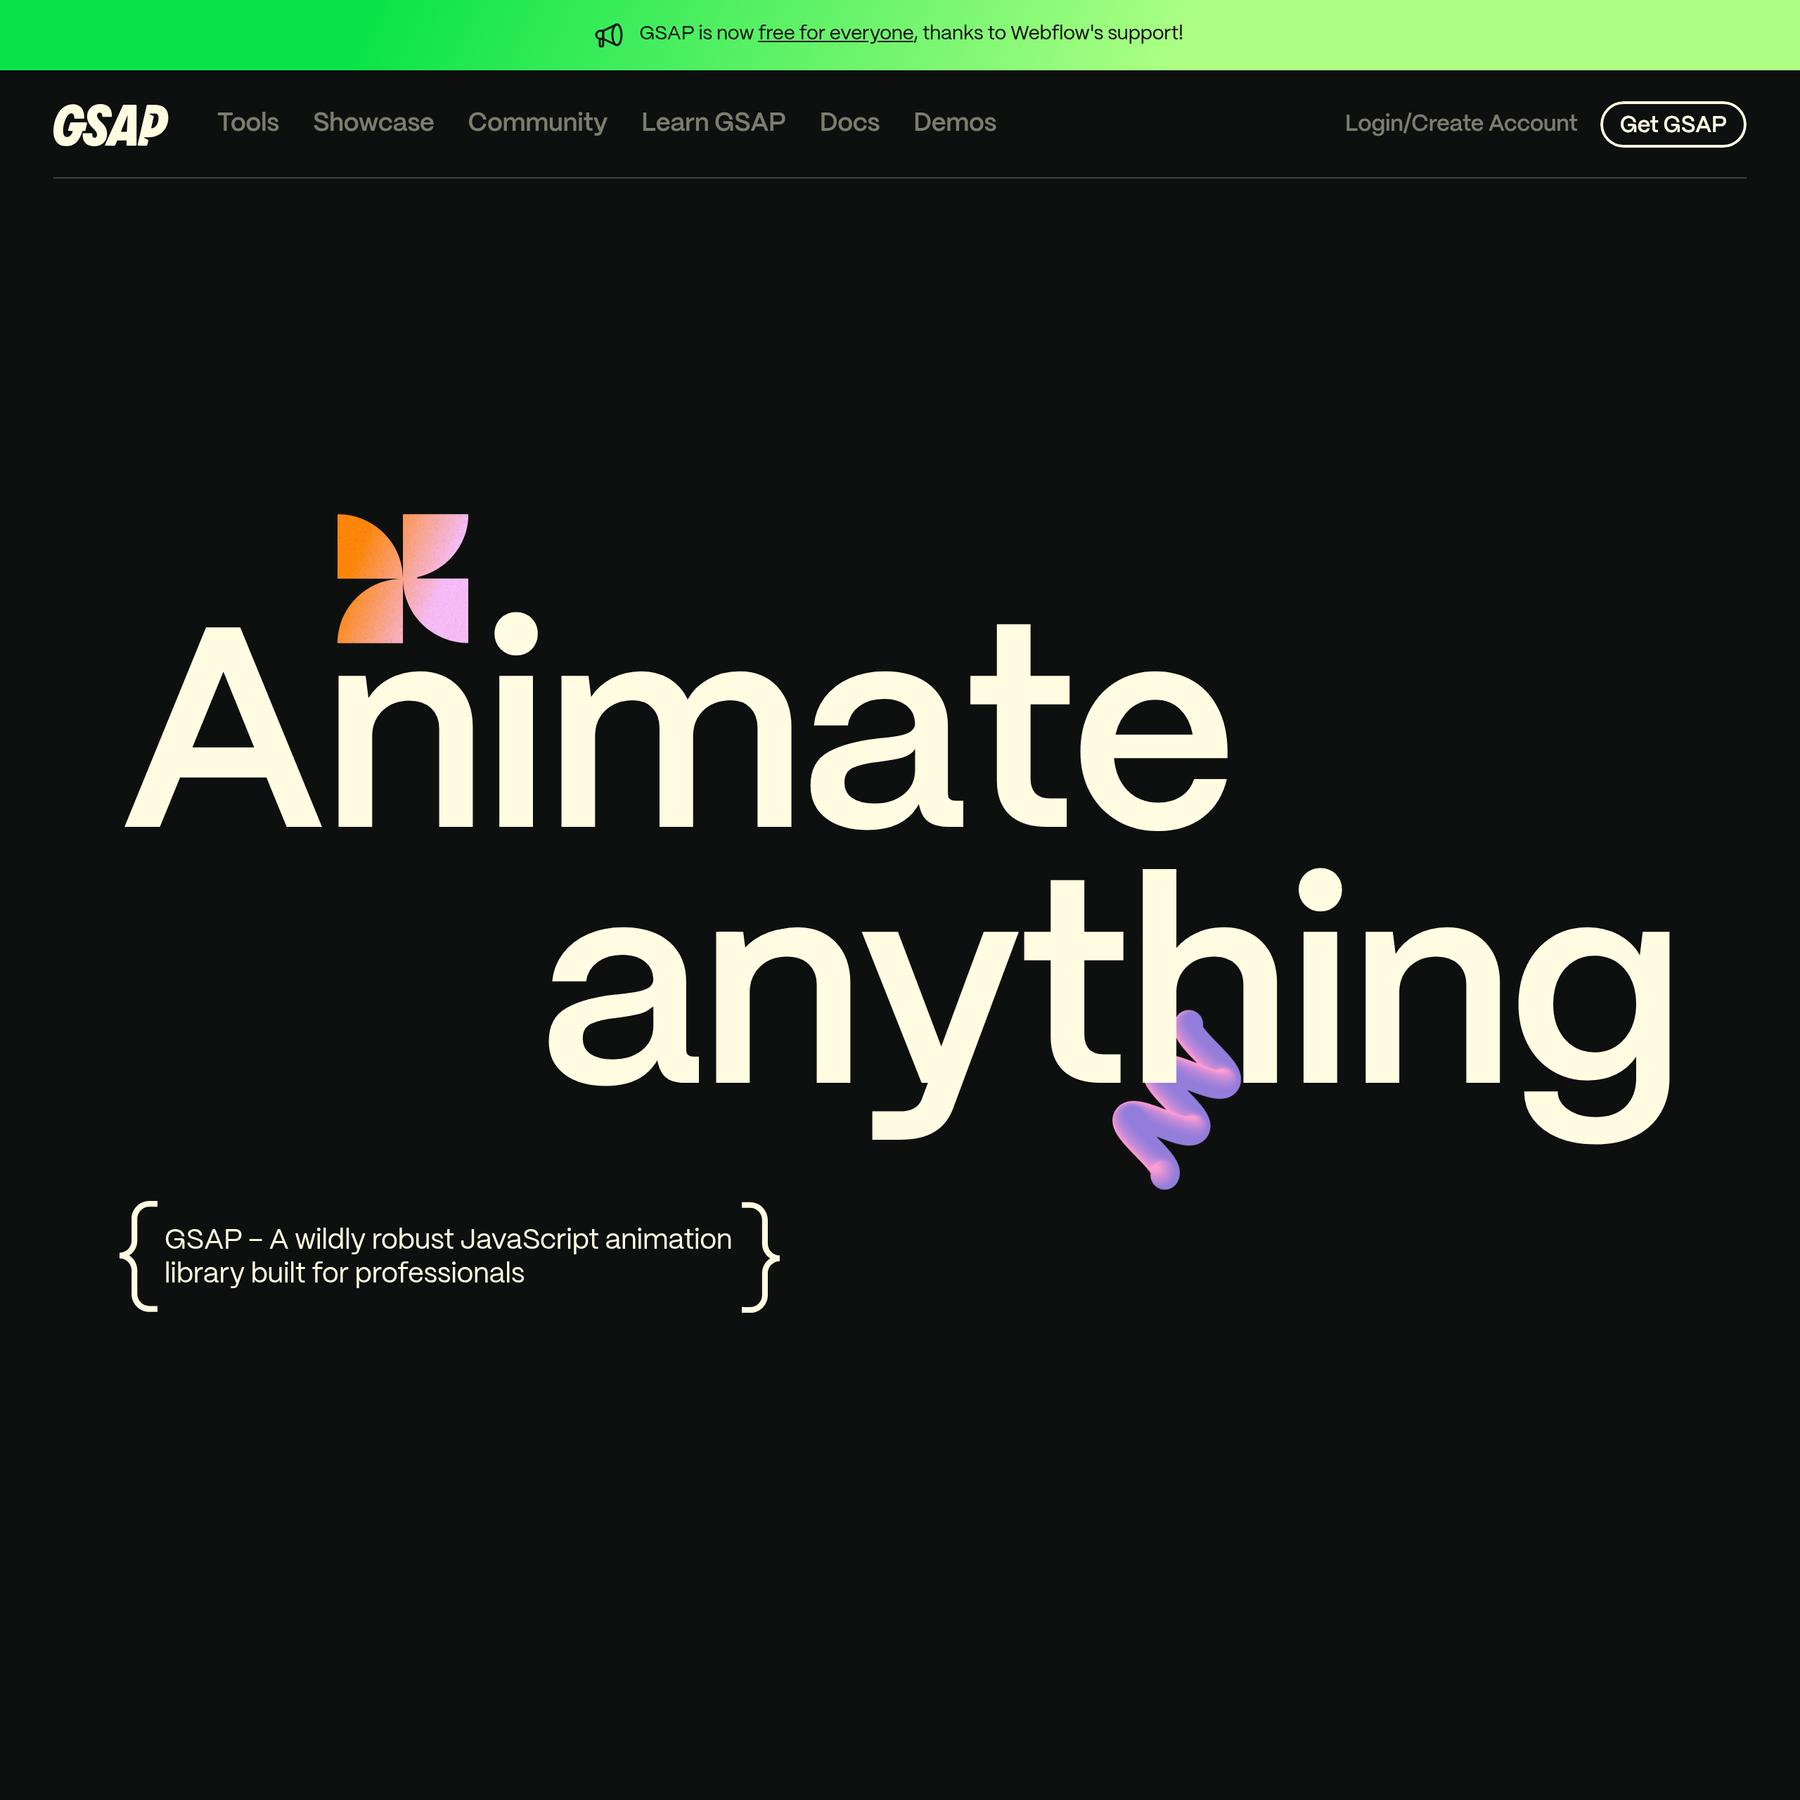 GSAP is now free for everyone, thanks to Webflow's support!
GSAP Tools Showcase Community Learn GSAP Docs Demos Login/Create Account Get GSAP
Animate
anything
{ GSAP – A wildly robust JavaScript animation
library built for professionals }